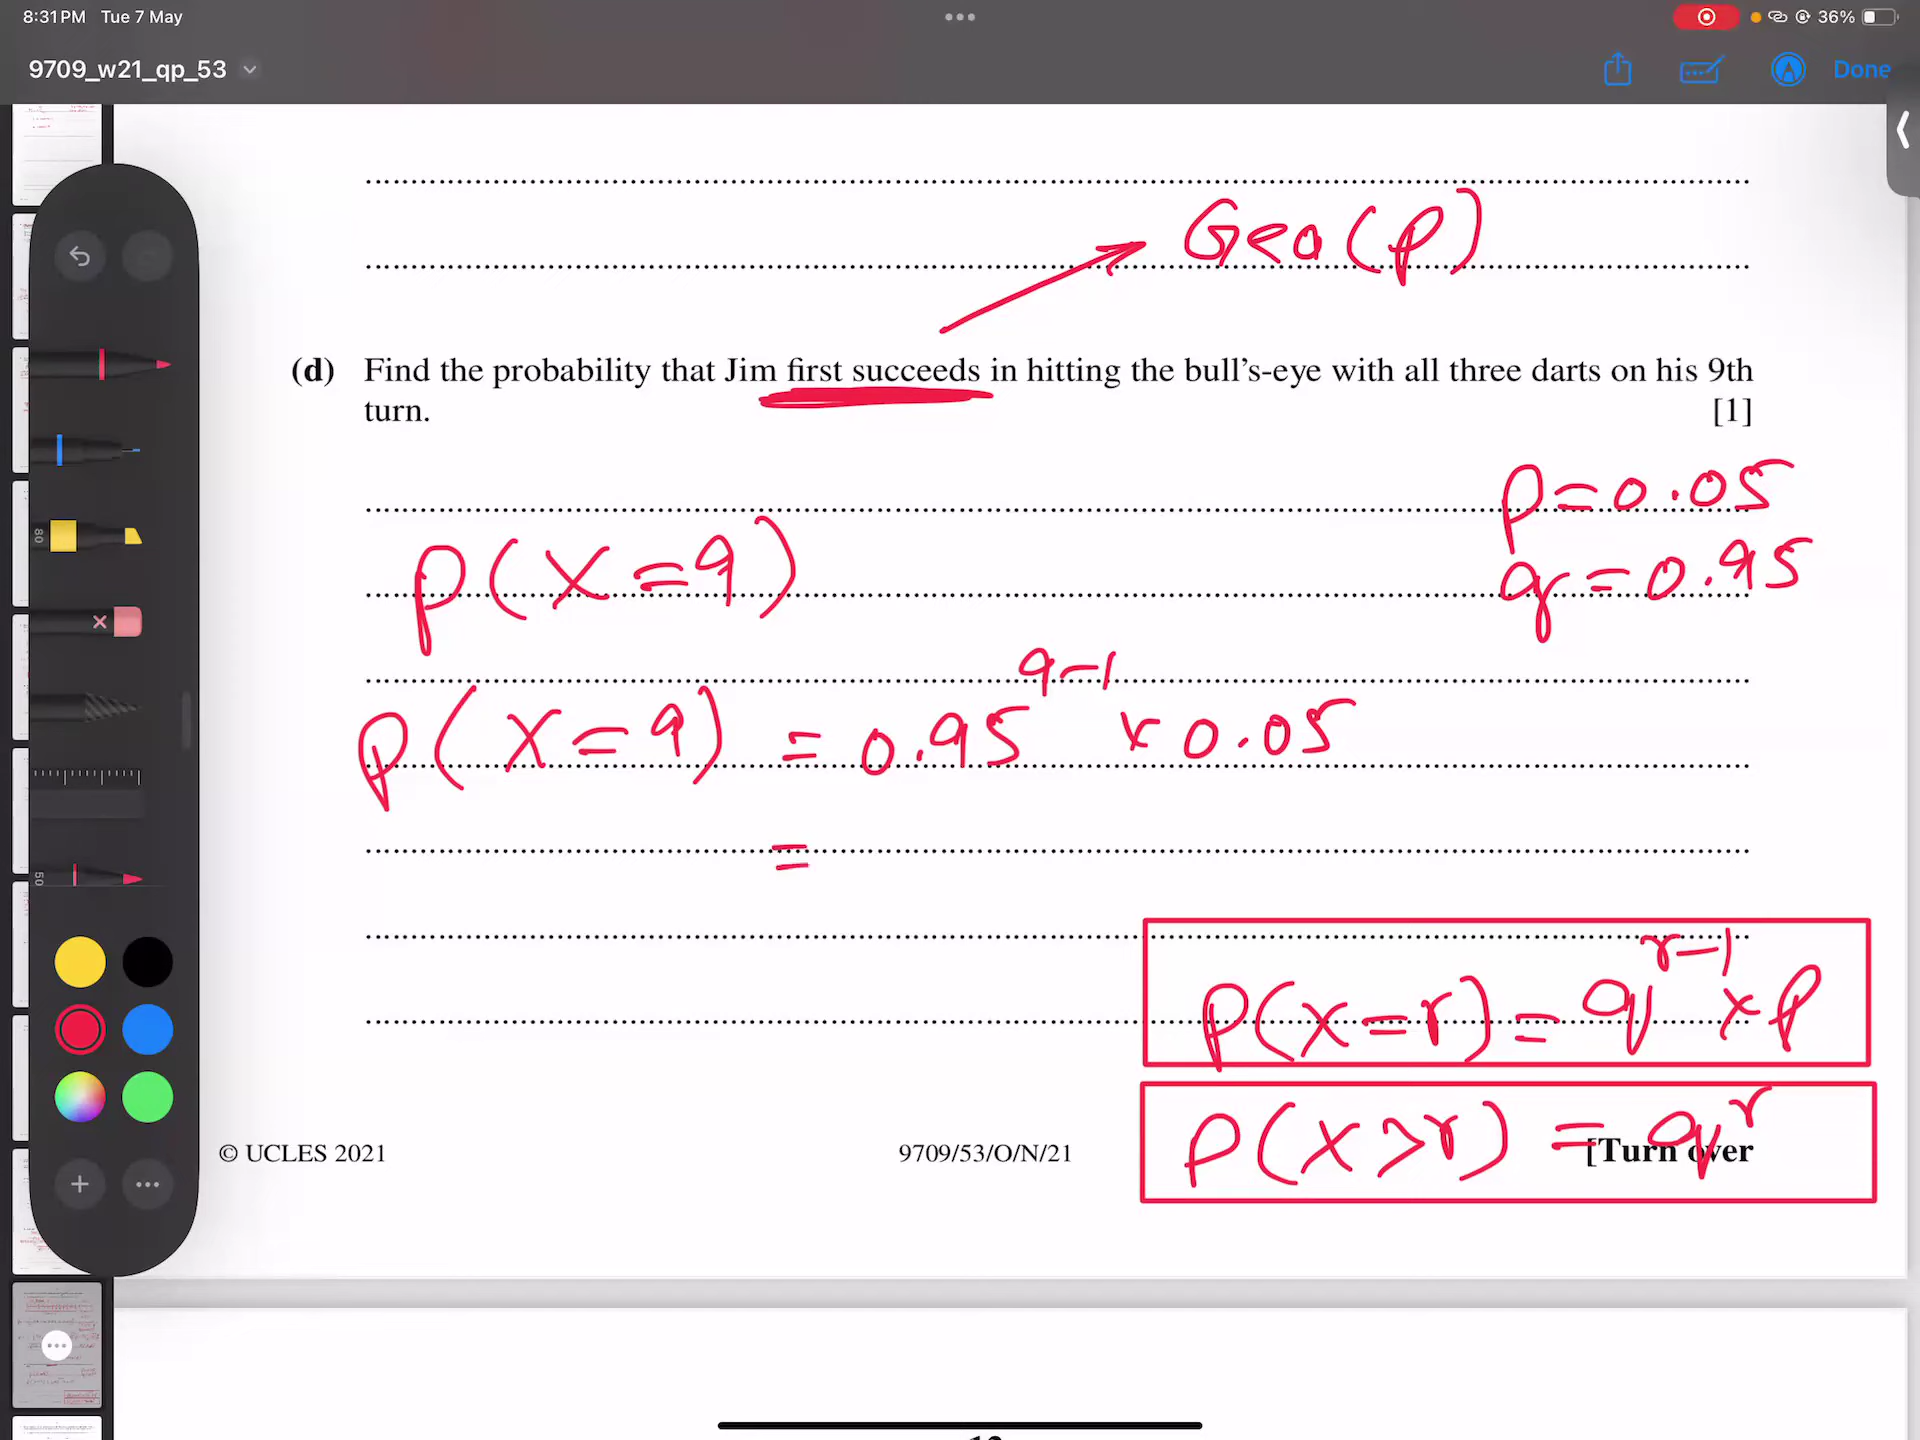 8:31 PM Tue 7 May
36%
9709_w21_qp_53
Done
Geo(p)
(d) Find the probability that Jim first succeeds in hitting the bull's-eye with all three darts on his 9th
turn. [1]
p=0.05
P(X=9)
q=0.95
P(X=9) = 0.95^{9-1} × 0.05
=
P(X=r) = q^{r-1} × p
P(X>r) = q^r
© UCLES 2021 9709/53/O/N/21 [Turn over
80
50